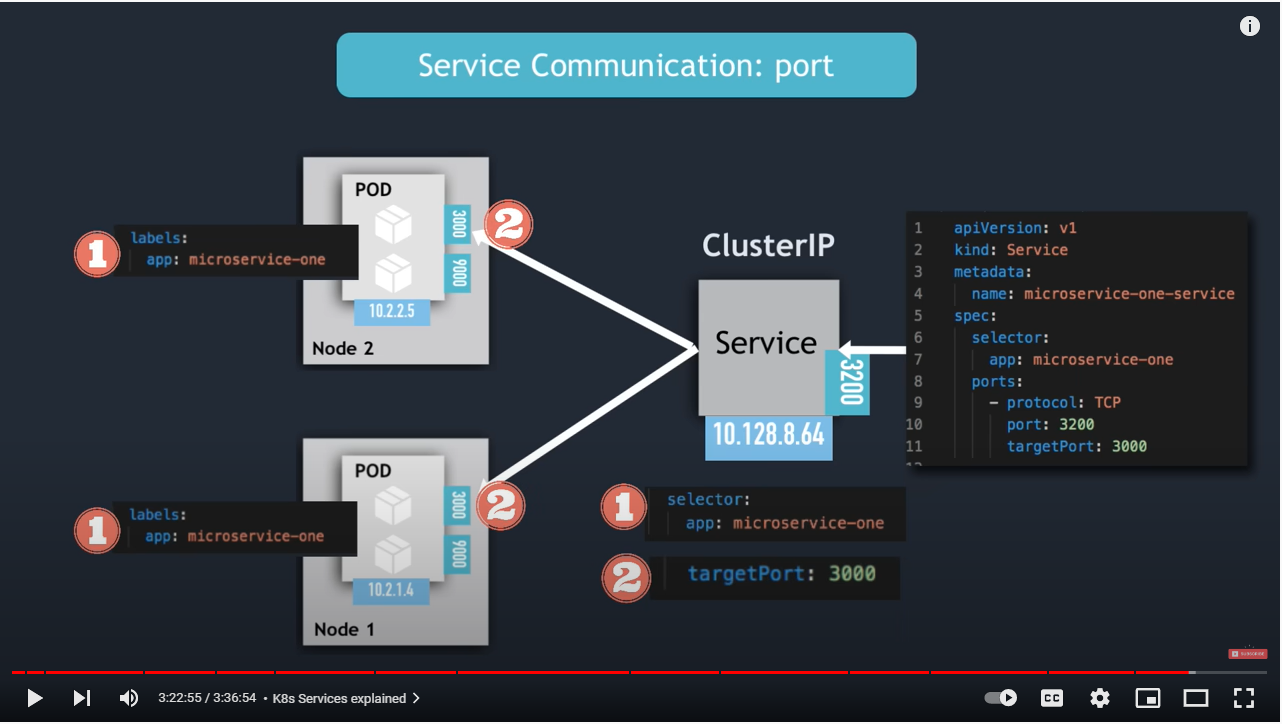 Service Communication: port
POD
3000
9000
2
1
labels:
app: microservice-one
10.2.2.5
Node 2
ClusterIP
Service
3200
10.128.8.64
1 apiVersion: v1
2 kind: Service
3 metadata:
4 name: microservice-one-service
5 spec:
6 selector:
7 app: microservice-one
8 ports:
9 - protocol: TCP
10 port: 3200
11 targetPort: 3000
POD
3000
9000
2
1
labels:
app: microservice-one
10.2.1.4
Node 1
1
selector:
app: microservice-one
2
targetPort: 3000
SUBSCRIBE
3:22:55 / 3:36:54 • K8s Services explained
CC